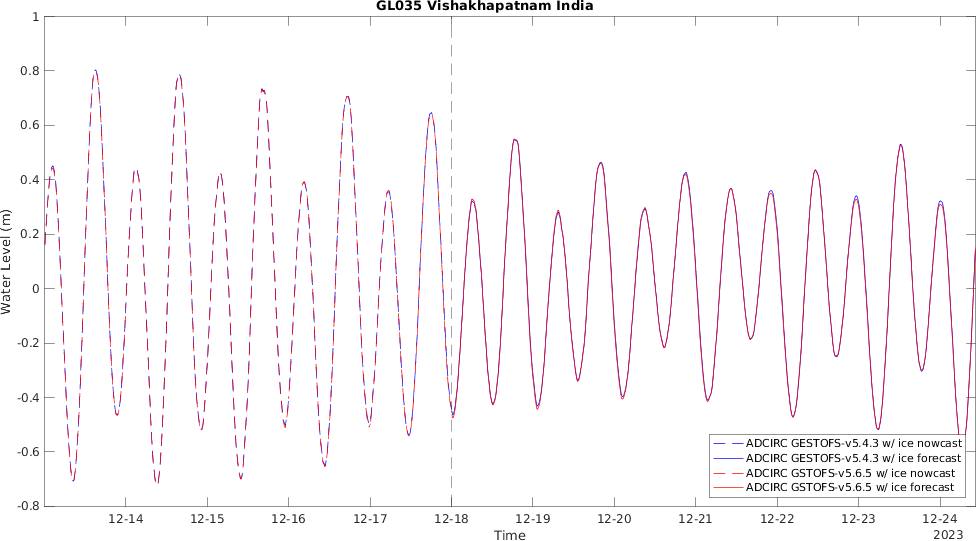 GL035 Vishakhapatnam India
1
0.8
0.6
0.4
0.2
0
-0.2
-0.4
-0.6
-0.8
Water Level (m)
12-14 12-15 12-16 12-17 12-18 12-19 12-20 12-21 12-22 12-23 12-24
Time
2023
ADCIRC GESTOFS-v5.4.3 w/ ice nowcast
ADCIRC GESTOFS-v5.4.3 w/ ice forecast
ADCIRC GSTOFS-v5.6.5 w/ ice nowcast
ADCIRC GSTOFS-v5.6.5 w/ ice forecast